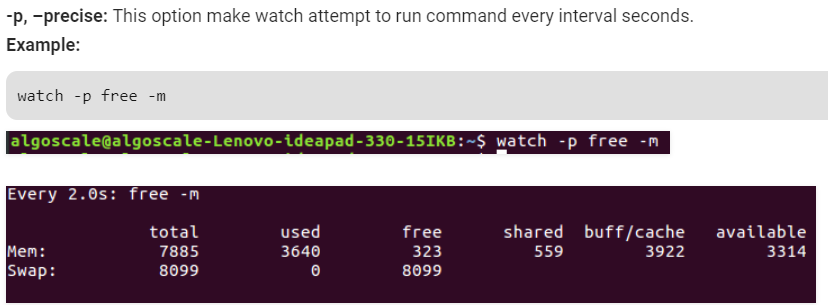 -p, –precise: This option make watch attempt to run command every interval seconds.
Example:
watch -p free -m
algoscale@algoscale-Lenovo-ideapad-330-15IKB:~$ watch -p free -m
Every 2.0s: free -m
total used free shared buff/cache available
Mem: 7885 3640 323 559 3922 3314
Swap: 8099 0 8099